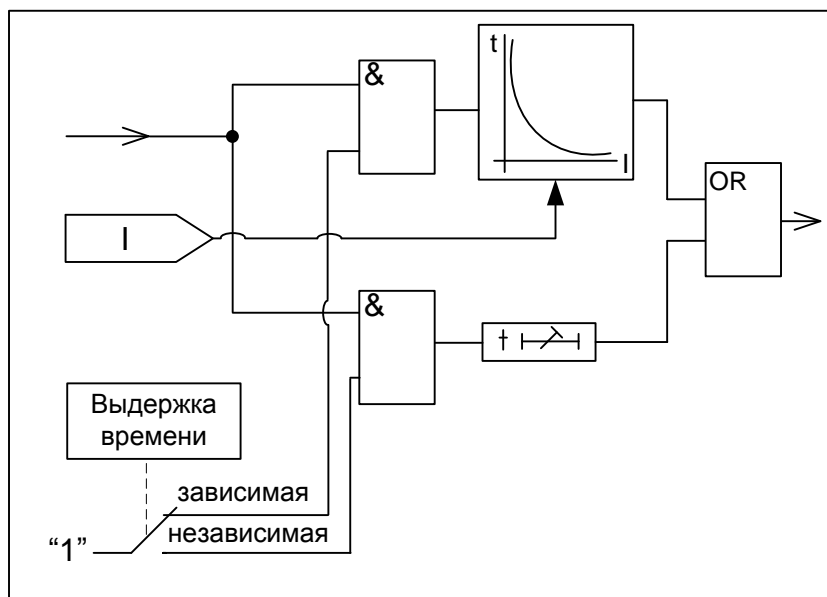 &
t
I
OR
I
&
t
Выдержка
времени
зависимая
независимая
“1”